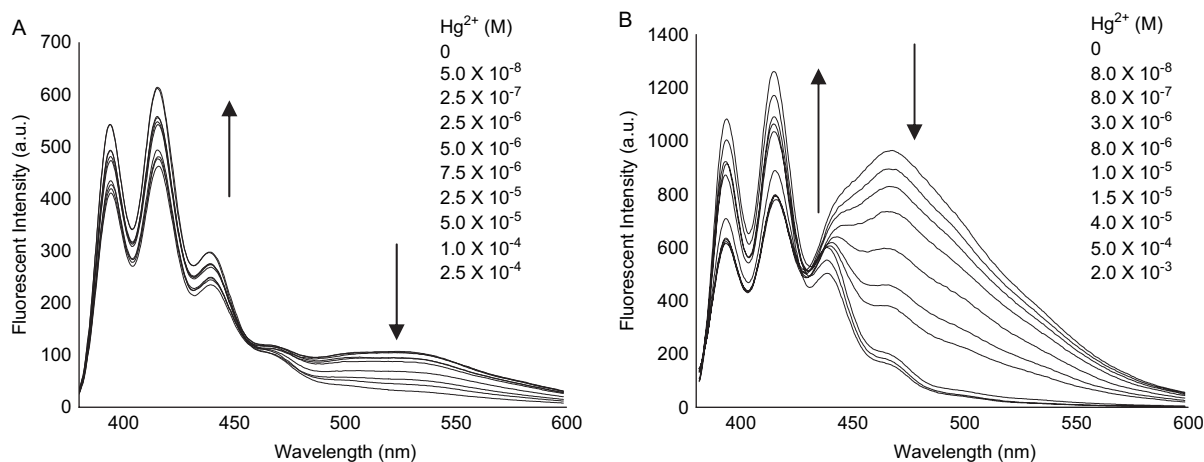 A
700
600
500
400
300
200
100
0
Fluorescent Intensity (a.u.)
400 450 500 550 600
Wavelength (nm)
Hg²⁺ (M)
0
5.0 X 10⁻⁸
2.5 X 10⁻⁷
2.5 X 10⁻⁶
5.0 X 10⁻⁶
7.5 X 10⁻⁶
2.5 X 10⁻⁵
5.0 X 10⁻⁵
1.0 X 10⁻⁴
2.5 X 10⁻⁴
B
1400
1200
1000
800
600
400
200
0
Fluorescent Intensity (a.u.)
400 450 500 550 600
Wavelength (nm)
Hg²⁺ (M)
0
8.0 X 10⁻⁸
8.0 X 10⁻⁷
3.0 X 10⁻⁶
8.0 X 10⁻⁶
1.0 X 10⁻⁵
1.5 X 10⁻⁵
4.0 X 10⁻⁵
5.0 X 10⁻⁴
2.0 X 10⁻³